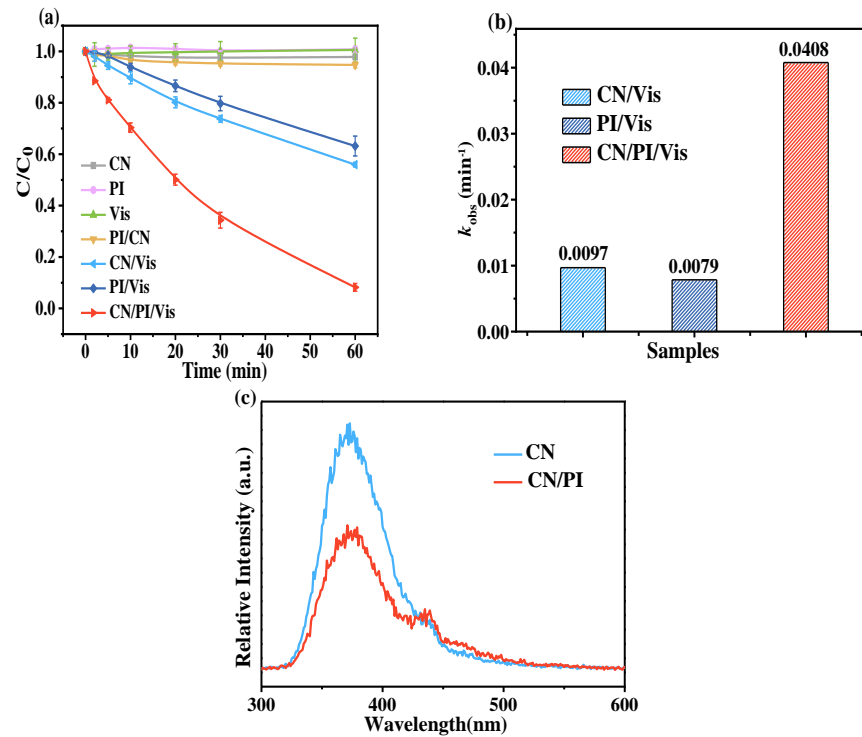 (a)
C/C₀
1.0
0.8
0.6
0.4
0.2
0.0
CN
PI
Vis
PI/CN
CN/Vis
PI/Vis
CN/PI/Vis
0 10 20 30 40 50 60
Time (min)
(b)
kobs (min⁻¹)
0.04
0.03
0.02
0.01
0.00
CN/Vis
PI/Vis
CN/PI/Vis
0.0097
0.0079
0.0408
Samples
(c)
Relative Intensity (a.u.)
CN
CN/PI
300 400 500 600
Wavelength(nm)